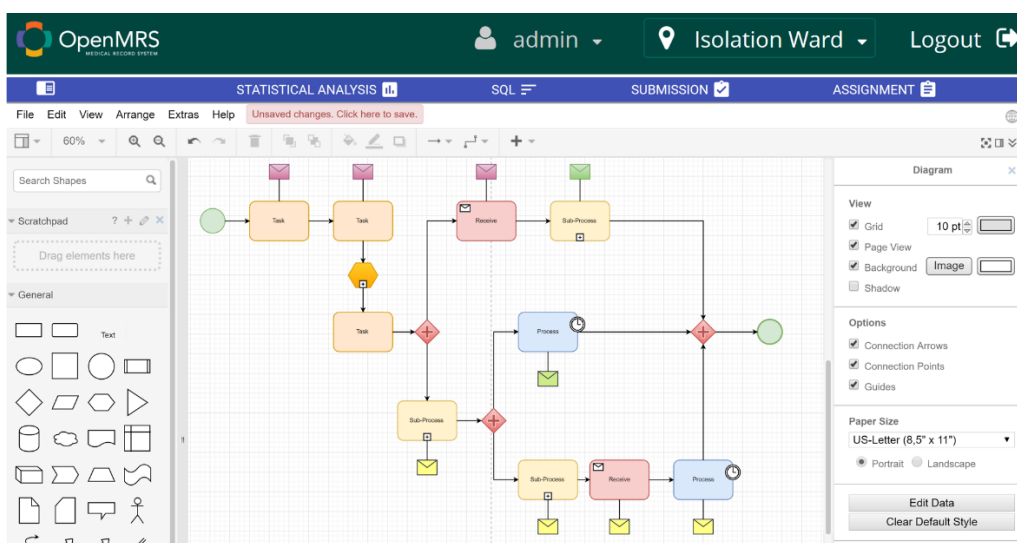 OpenMRS
MEDICAL RECORD SYSTEM
admin
Isolation Ward
Logout
STATISTICAL ANALYSIS
SQL
SUBMISSION
ASSIGNMENT
File Edit View Arrange Extras Help
Unsaved changes. Click here to save.
60%
Search Shapes
Scratchpad
?
Drag elements here
General
Text
Task
Task
Receive
Sub-Process
Task
Process
Sub-Process
Sub-Process
Receive
Process
Diagram
View
Grid 10 pt
Page View
Background Image
Shadow
Options
Connection Arrows
Connection Points
Guides
Paper Size
US-Letter (8,5" x 11")
Portrait Landscape
Edit Data
Clear Default Style